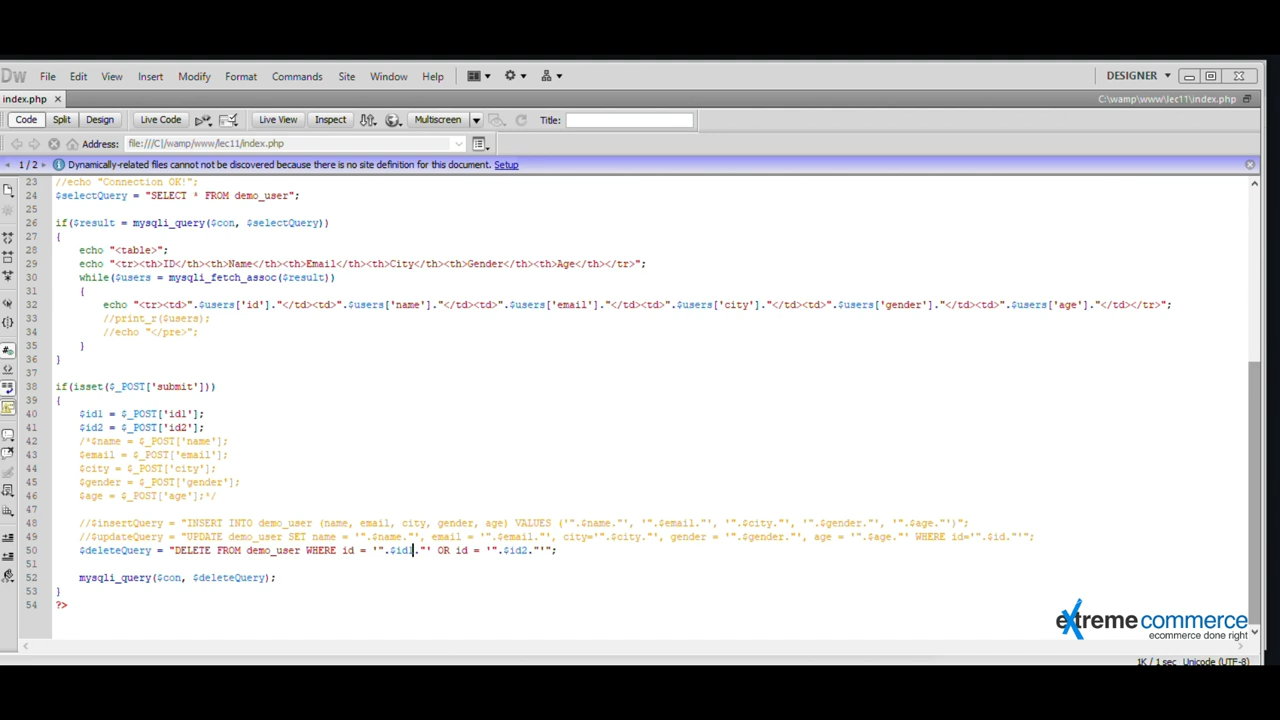 Dw File Edit View Insert Modify Format Commands Site Window Help DESIGNER
index.php C:\wamp\www\lec11\index.php
Code Split Design Live Code Live View Inspect Multiscreen Title:
Address: file:///C|/wamp/www/lec11/index.php
1 / 2 Dynamically-related files cannot not be discovered because there is no site definition for this document. Setup
23 //echo "Connection OK!";
24 $selectQuery = "SELECT * FROM demo_user";
25
26 if($result = mysqli_query($con, $selectQuery))
27 {
28 echo "<table>";
29 echo "<tr><th>ID</th><th>Name</th><th>Email</th><th>City</th><th>Gender</th><th>Age</th></tr>";
30 while($users = mysqli_fetch_assoc($result))
31 {
32 echo "<tr><td>".$users['id']."</td><td>".$users['name']."</td><td>".$users['email']."</td><td>".$users['city']."</td><td>".$users['gender']."</td><td>".$users['age']."</td></tr>";
33 //print_r($users);
34 //echo "</pre>";
35 }
36 }
37
38 if(isset($_POST['submit']))
39 {
40 $id1 = $_POST['id1'];
41 $id2 = $_POST['id2'];
42 /*$name = $_POST['name'];
43 $email = $_POST['email'];
44 $city = $_POST['city'];
45 $gender = $_POST['gender'];
46 $age = $_POST['age'];*/
47
48 //$insertQuery = "INSERT INTO demo_user (name, email, city, gender, age) VALUES ('".$name."', '".$email."', '".$city."', '".$gender."', '".$age."')";
49 //$updateQuery = "UPDATE demo_user SET name = '".$name."', email = '".$email."', city='".$city."', gender = '".$gender."', age = '".$age."' WHERE id='".$id."'";
50 $deleteQuery = "DELETE FROM demo_user WHERE id = '".$id1."' OR id = '".$id2."'";
51
52 mysqli_query($con, $deleteQuery);
53 }
54 ?>
extreme commerce
ecommerce done right
1K / 1 sec Unicode (UTF-8)